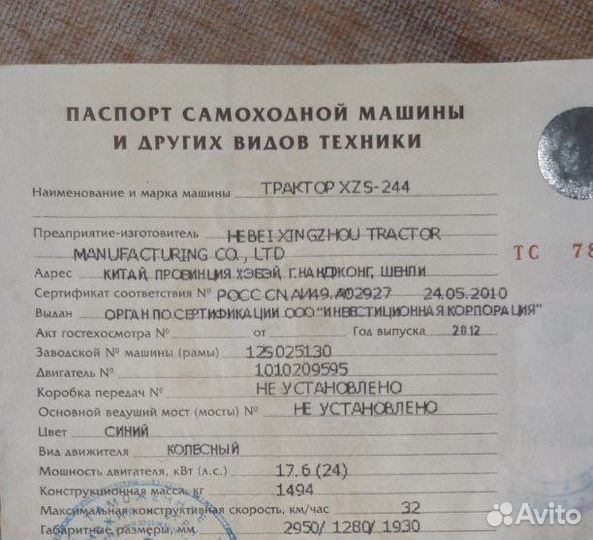 ПАСПОРТ САМОХОДНОЙ МАШИНЫ
И ДРУГИХ ВИДОВ ТЕХНИКИ
Наименование и марка машины ТРАКТОР XZS-244
Предприятие-изготовитель HEBEI XINGZHOU TRACTOR
MANUFACTURING CO., LTD
ТС 78
Адрес КИТАЙ, ПРОВИНЦИЯ ХЭБЭЙ, Г.НАНДЖОНГ, ШЕНЛИ
Сертификат соответствия № РОСС CN.АИ49.А02927 24.05.2010
Выдан ОРГАН ПО СЕРТИФИКАЦИИ ООО "ИНВЕСТИЦИОННАЯ КОРПОРАЦИЯ"
Акт гостехосмотра № от Год выпуска 2012
Заводской № машины (рамы) 12S025130
Двигатель № 1010209595
Коробка передач № НЕ УСТАНОВЛЕНО
Основной ведущий мост (мосты) № НЕ УСТАНОВЛЕНО
Цвет СИНИЙ
Вид движителя КОЛЕСНЫЙ
Мощность двигателя, кВт (л.с.) 17.6 (24)
Конструкционная масса, кг 1494
Максимальная конструктивная скорость, км/час 32
Габаритные размеры, мм 2950/ 1280/ 1930
Avito